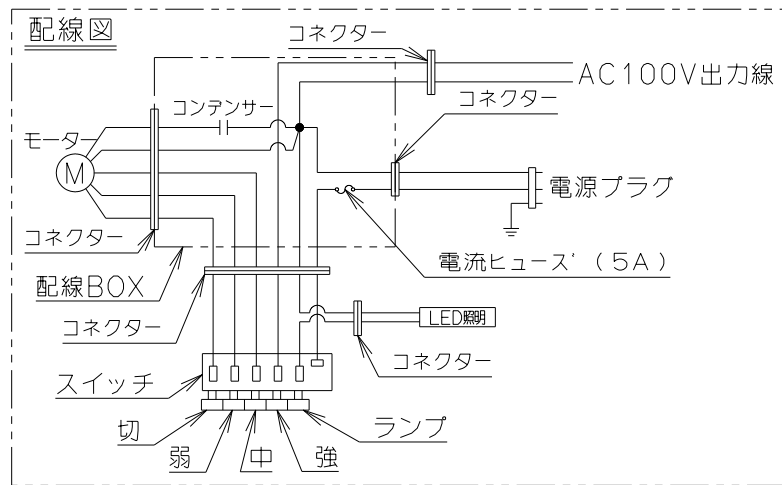 配線図
コネクター
AC100V出力線
コネクター
コンデンサー
モーター
M
電源プラグ
コネクター
電流ヒューズ（5A）
配線BOX
コネクター
LED照明
コネクター
スイッチ
切
弱
中
強
ランプ